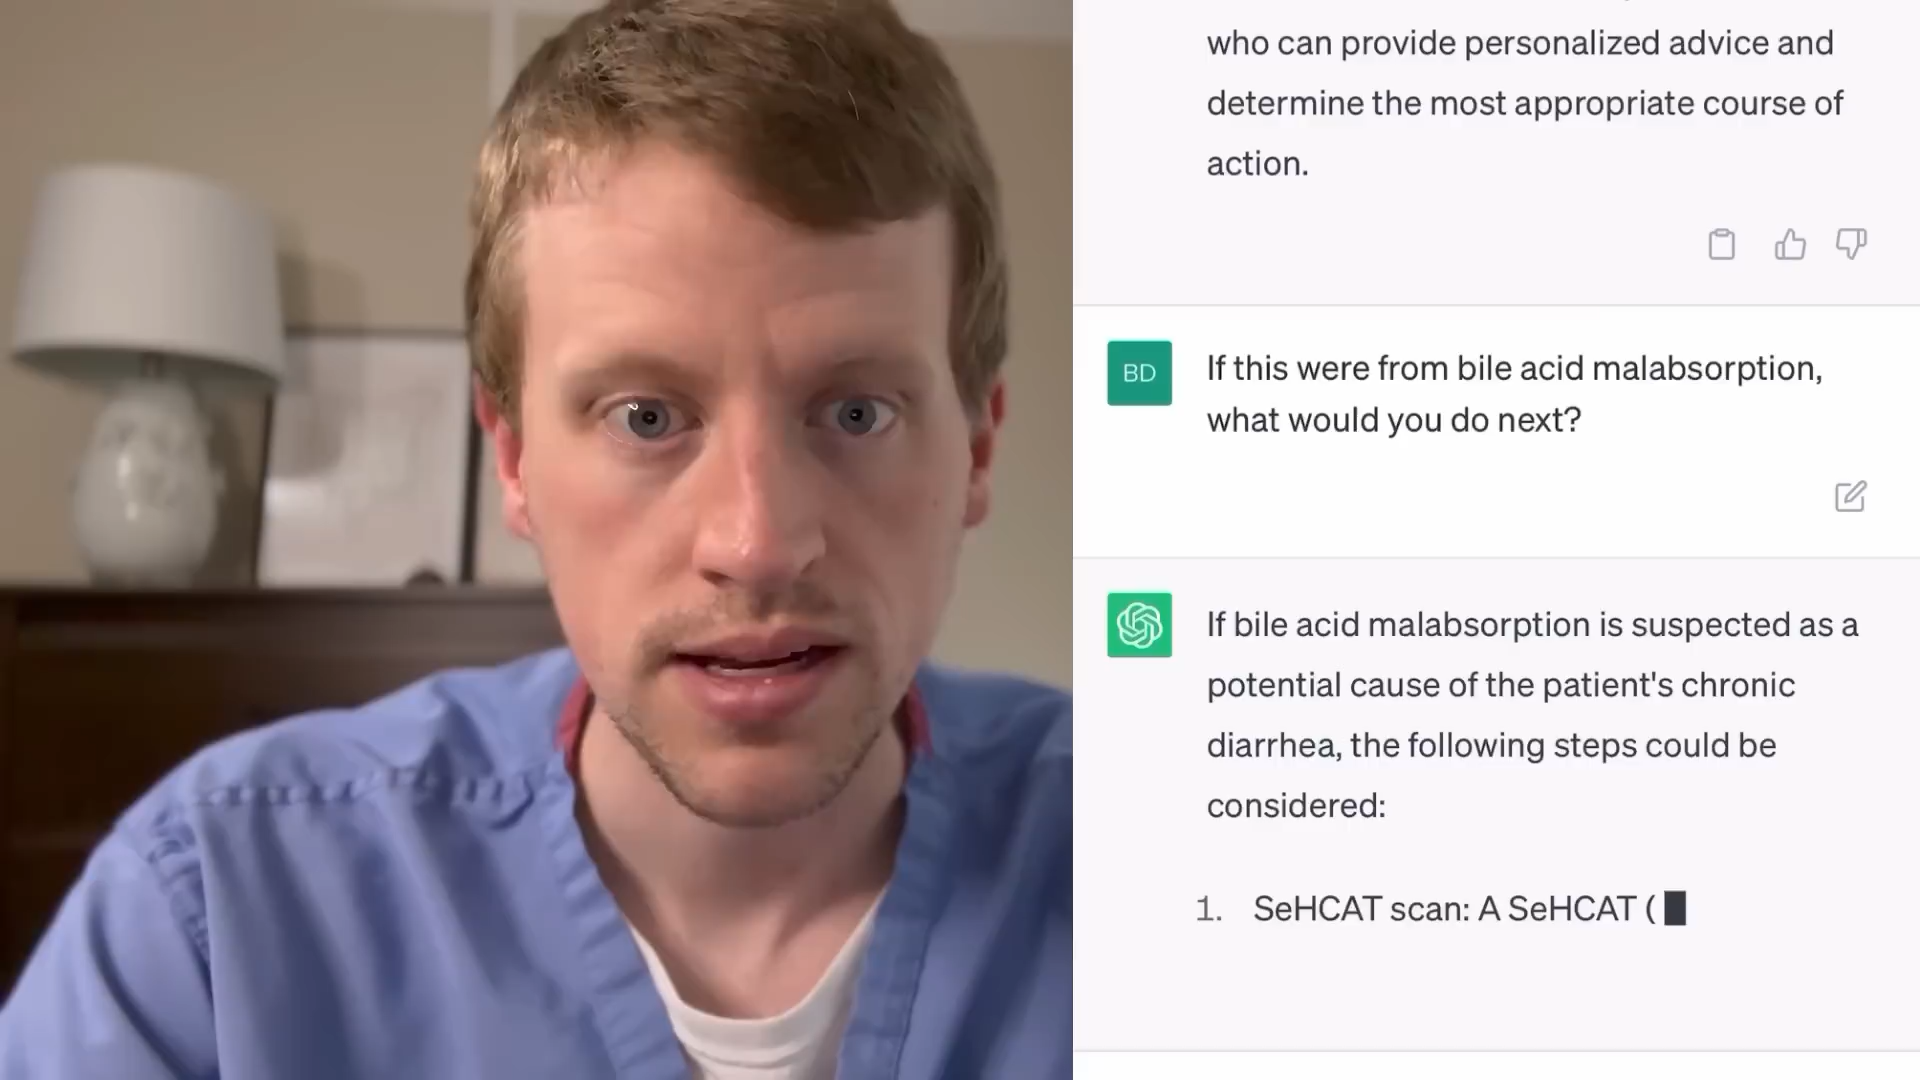 who can provide personalized advice and
determine the most appropriate course of
action.
BD
If this were from bile acid malabsorption,
what would you do next?
If bile acid malabsorption is suspected as a
potential cause of the patient's chronic
diarrhea, the following steps could be
considered:
1. SeHCAT scan: A SeHCAT (